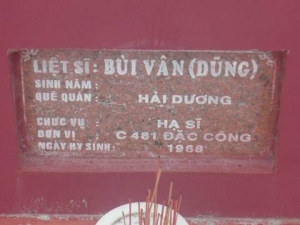 LIỆT SĨ: BÙI VÂN (DŨNG)
SINH NĂM:
QUÊ QUÁN: HẢI DƯƠNG
CHỨC VỤ: HẠ SĨ
ĐƠN VỊ: C 481 ĐẶC CÔNG
NGÀY HY SINH: 1968